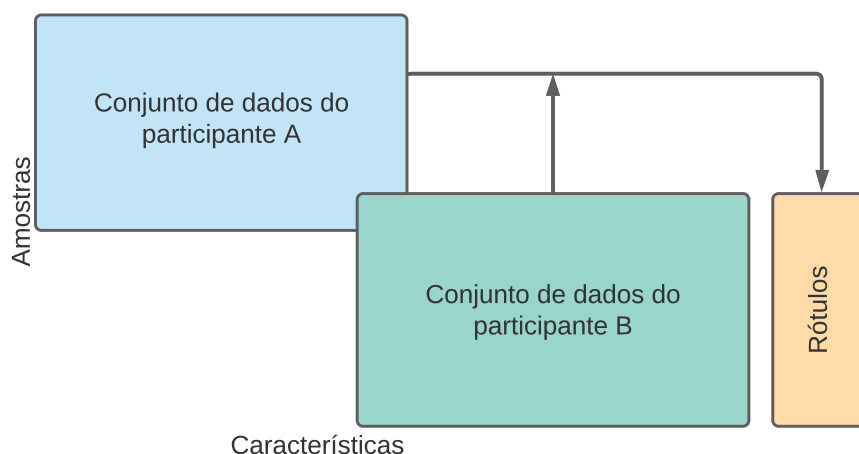 Conjunto de dados do
participante A
Amostras
Conjunto de dados do
participante B
Rótulos
Características